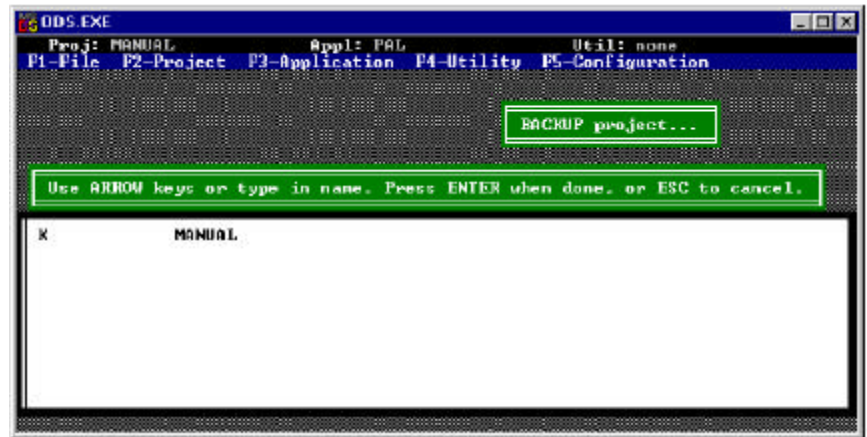 ODS.EXE
Proj: MANUAL Appl: PAL Util: none
F1-File F2-Project F3-Application F4-Utility F5-Configuration
BACKUP project...
Use ARROW keys or type in name. Press ENTER when done. or ESC to cancel.
K MANUAL